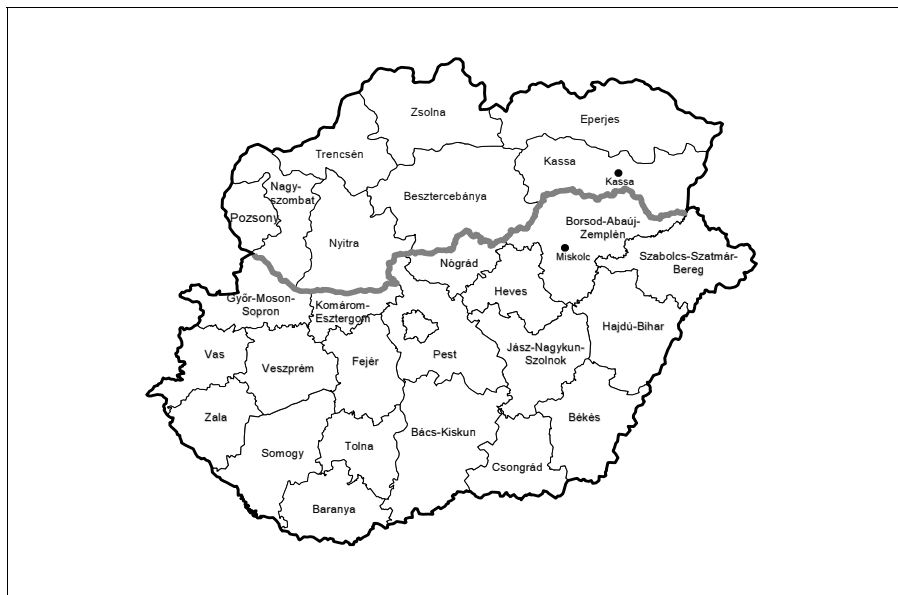 Zsolna
Eperjes
Trencsén
Kassa
Kassa
Nagy-
szombat
Besztercebánya
Pozsony
Nyitra
Borsod-Abaúj-
Zemplèn
Miskolc
Szabolcs-Szatmár-
Bereg
Nógrád
Heves
Győr-Moson-
Sopron
Komárom-
Esztergom
Hajdú-Bihar
Vas
Veszprém
Fejér
Pest
Jász-Nagykun-
Szolnok
Zala
Somogy
Tolna
Bács-Kiskun
Békés
Csongrád
Baranya